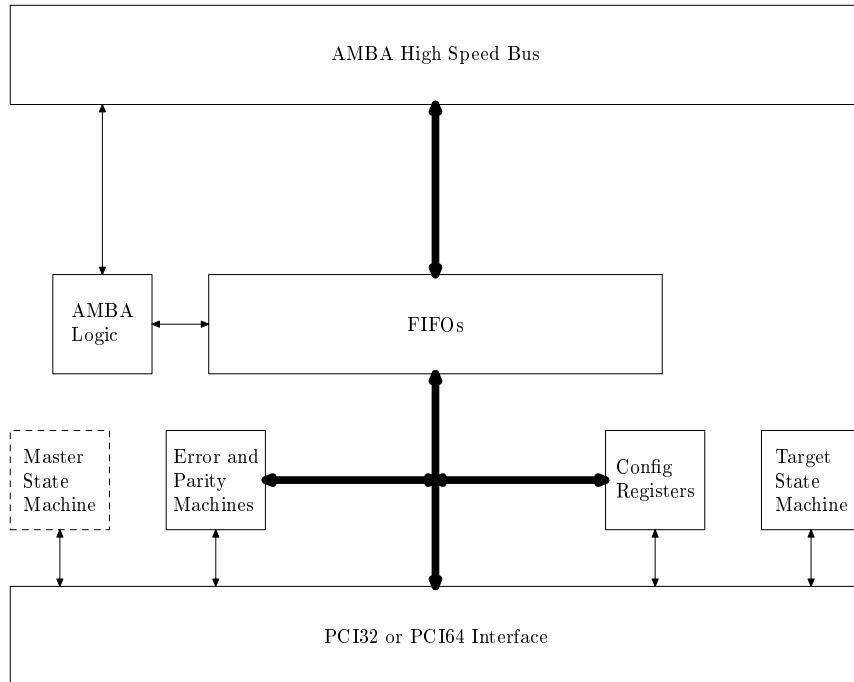 AMBA High Speed Bus
AMBA
Logic
FIFOs
Master
State
Machine
Error and
Parity
Machines
Config
Registers
Target
State
Machine
PCI32 or PCI64 Interface